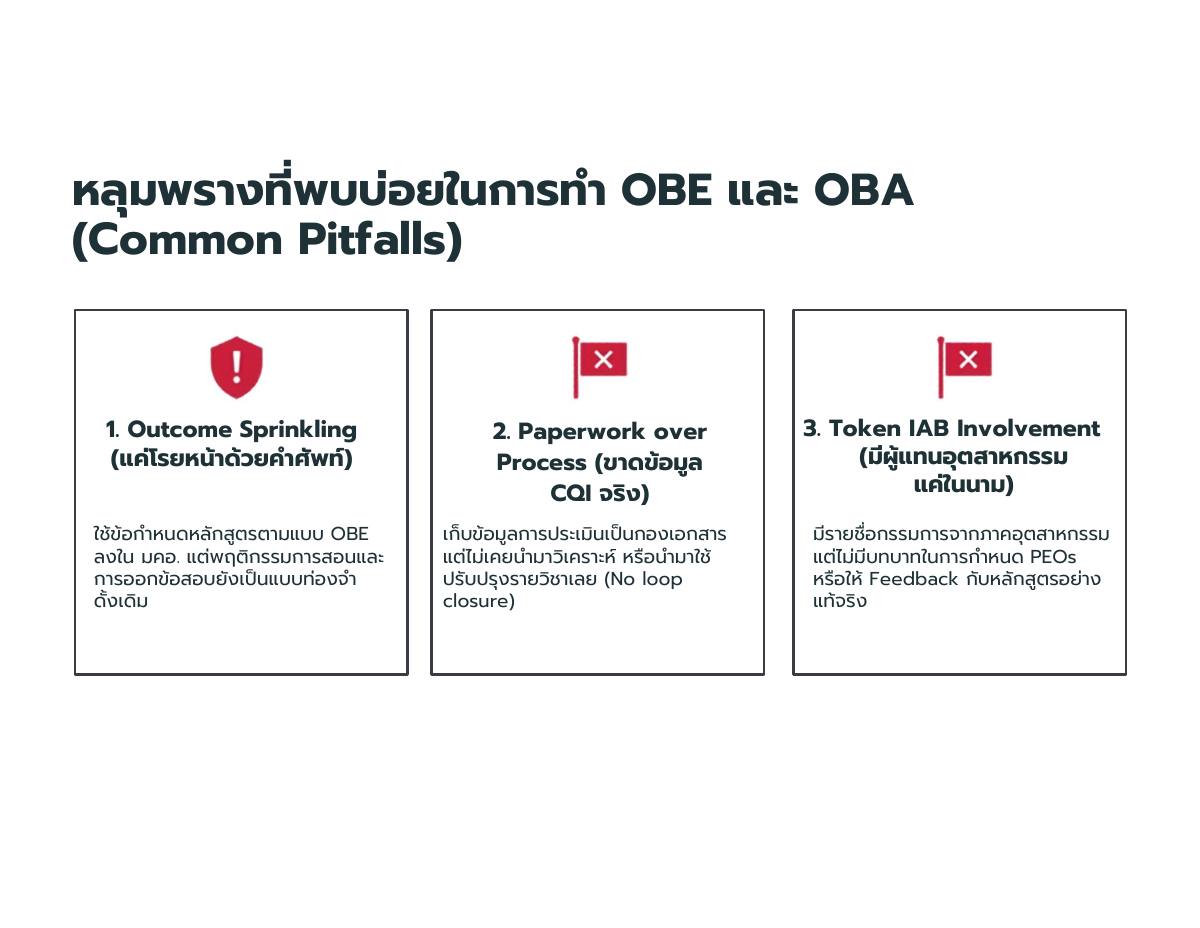 หลุมพรางที่พบบ่อยในการทำ OBE และ OBA
(Common Pitfalls)
1. Outcome Sprinkling
(แค่โรยหน้าด้วยคำศัพท์)
ใช้ข้อกำหนดหลักสูตรตามแบบ OBE
ลงใน มคอ. แต่พฤติกรรมการสอนและ
การออกข้อสอบยังเป็นแบบท่องจำ
ดั้งเดิม
2. Paperwork over
Process (ขาดข้อมูล
CQI จริง)
เก็บข้อมูลการประเมินเป็นกองเอกสาร
แต่ไม่เคยนำมาวิเคราะห์ หรือนำมาใช้
ปรับปรุงรายวิชาเลย (No loop
closure)
3. Token IAB Involvement
(มีผู้แทนอุตสาหกรรม
แค่ในนาม)
มีรายชื่อกรรมการจากภาคอุตสาหกรรม
แต่ไม่มีบทบาทในการกำหนด PEOs
หรือให้ Feedback กับหลักสูตรอย่าง
แท้จริง